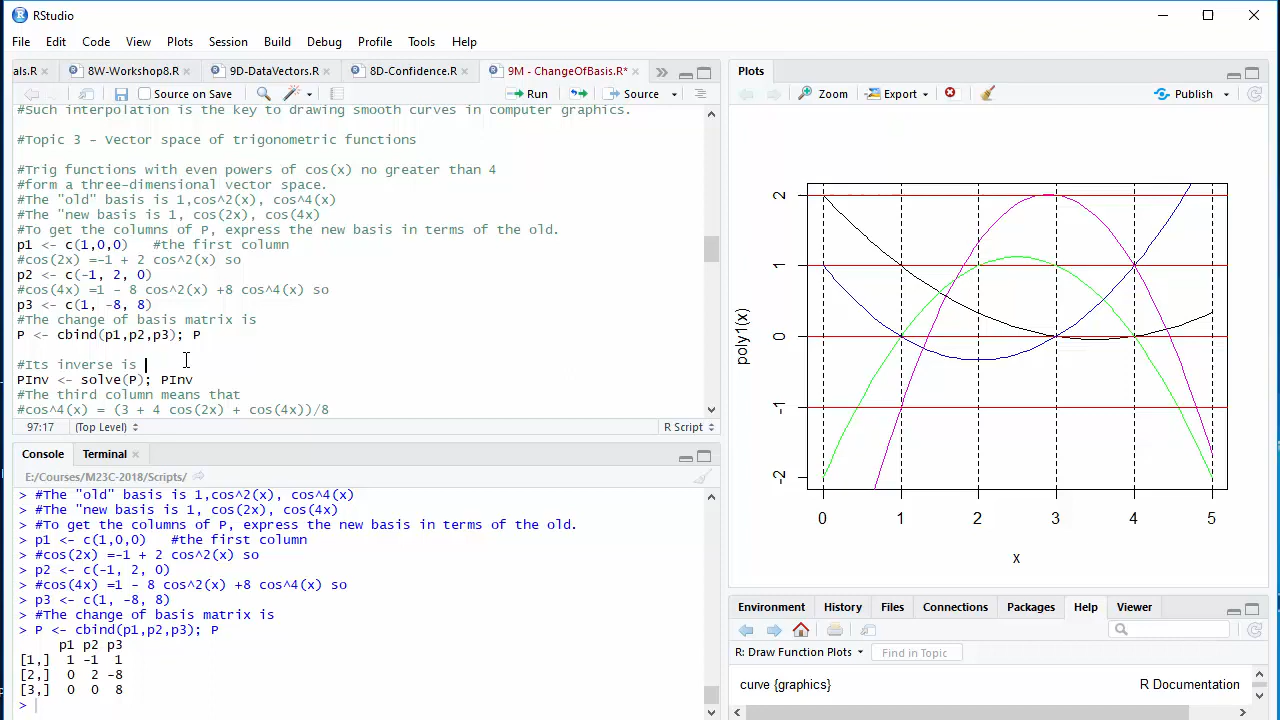 RStudio
File Edit Code View Plots Session Build Debug Profile Tools Help
als.R 8W-Workshop8.R 9D-DataVectors.R 8D-Confidence.R 9M - ChangeOfBasis.R*
Source on Save Run Source
#Such interpolation is the key to drawing smooth curves in computer graphics.
#Topic 3 - Vector space of trigonometric functions
#Trig functions with even powers of cos(x) no greater than 4
#form a three-dimensional vector space.
#The "old" basis is 1,cos^2(x), cos^4(x)
#The "new basis is 1, cos(2x), cos(4x)
#To get the columns of P, express the new basis in terms of the old.
p1 <- c(1,0,0)   #the first column
#cos(2x) =-1 + 2 cos^2(x) so
p2 <- c(-1, 2, 0)
#cos(4x) =1 - 8 cos^2(x) +8 cos^4(x) so
p3 <- c(1, -8, 8)
#The change of basis matrix is
P <- cbind(p1,p2,p3); P
#Its inverse is
PInv <- solve(P); PInv
#The third column means that
#cos^4(x) = (3 + 4 cos(2x) + cos(4x))/8
97:17 (Top Level) R Script
Console Terminal
E:/Courses/M23C-2018/Scripts/
> #The "old" basis is 1,cos^2(x), cos^4(x)
> #The "new basis is 1, cos(2x), cos(4x)
> #To get the columns of P, express the new basis in terms of the old.
> p1 <- c(1,0,0)   #the first column
> #cos(2x) =-1 + 2 cos^2(x) so
> p2 <- c(-1, 2, 0)
> #cos(4x) =1 - 8 cos^2(x) +8 cos^4(x) so
> p3 <- c(1, -8, 8)
> #The change of basis matrix is
> P <- cbind(p1,p2,p3); P
p1 p2 p3
[1,] 1 -1 1
[2,] 0 2 -8
[3,] 0 0 8
>
Plots
Zoom Export Publish
2
1
0
-1
-2
poly1(x)
0 1 2 3 4 5
x
Environment History Files Connections Packages Help Viewer
R: Draw Function Plots Find in Topic
curve {graphics} R Documentation